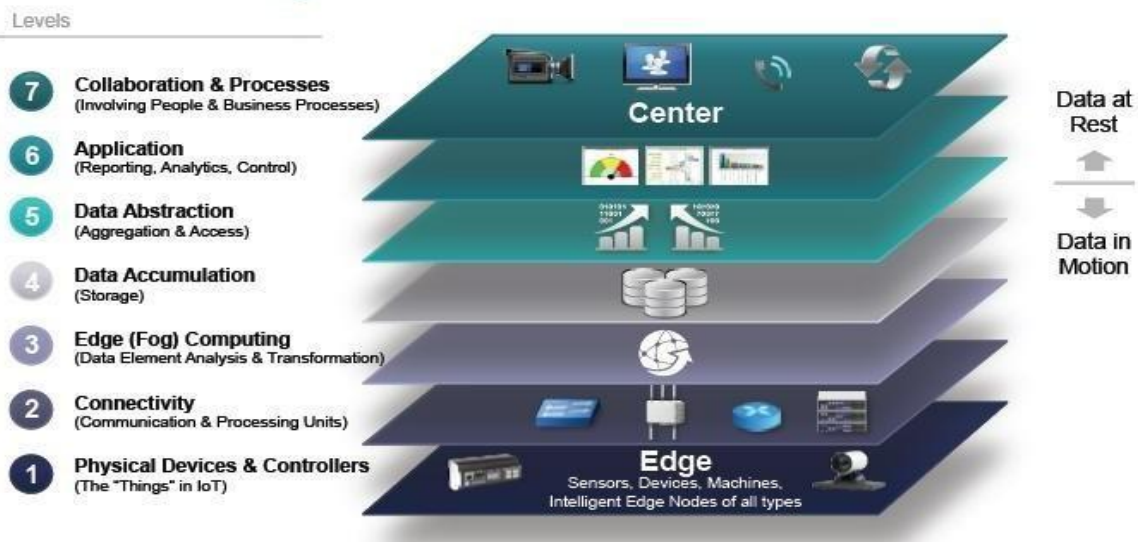 Levels
7
Collaboration & Processes
(Involving People & Business Processes)
6
Application
(Reporting, Analytics, Control)
5
Data Abstraction
(Aggregation & Access)
4
Data Accumulation
(Storage)
3
Edge (Fog) Computing
(Data Element Analysis & Transformation)
2
Connectivity
(Communication & Processing Units)
1
Physical Devices & Controllers
(The "Things" in IoT)
Center
010101
11001
001
Edge
Sensors, Devices, Machines,
Intelligent Edge Nodes of all types
Data at
Rest
Data in
Motion